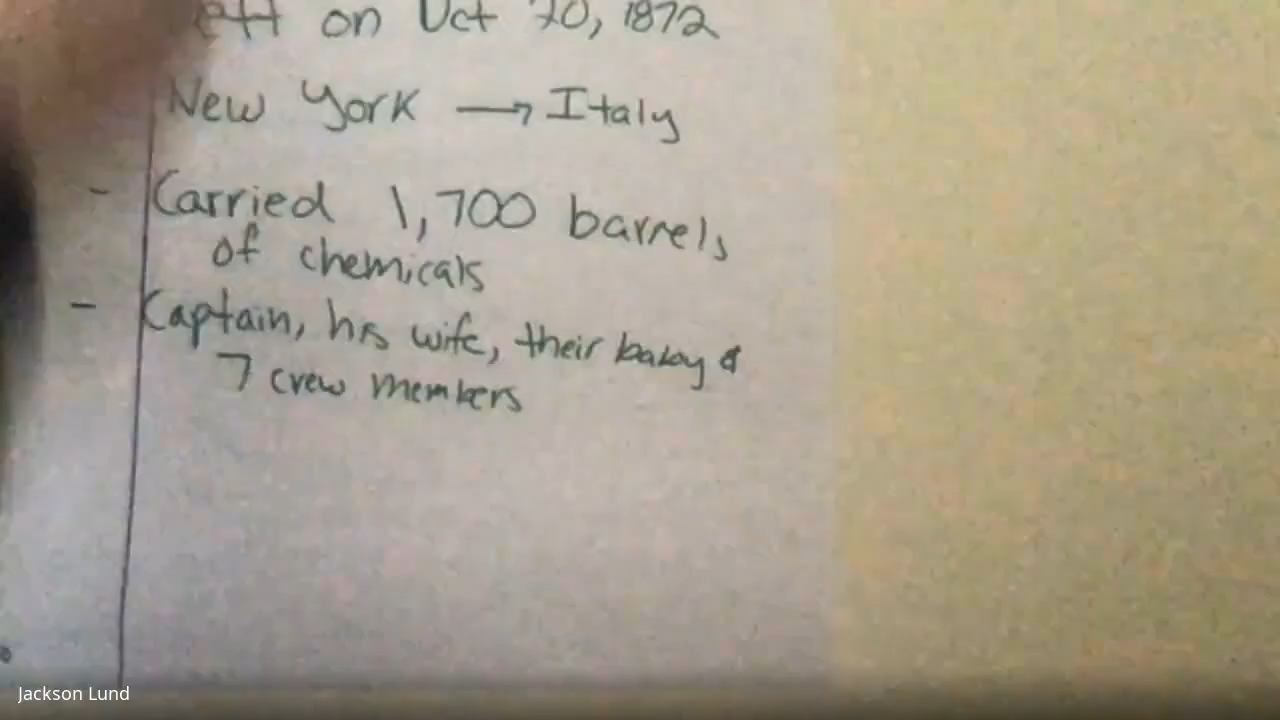 on Oct 20, 1872
New York → Italy
- Carried 1,700 barrels
of chemicals
- Captain, his wife, their baby &
7 crew members
Jackson Lund